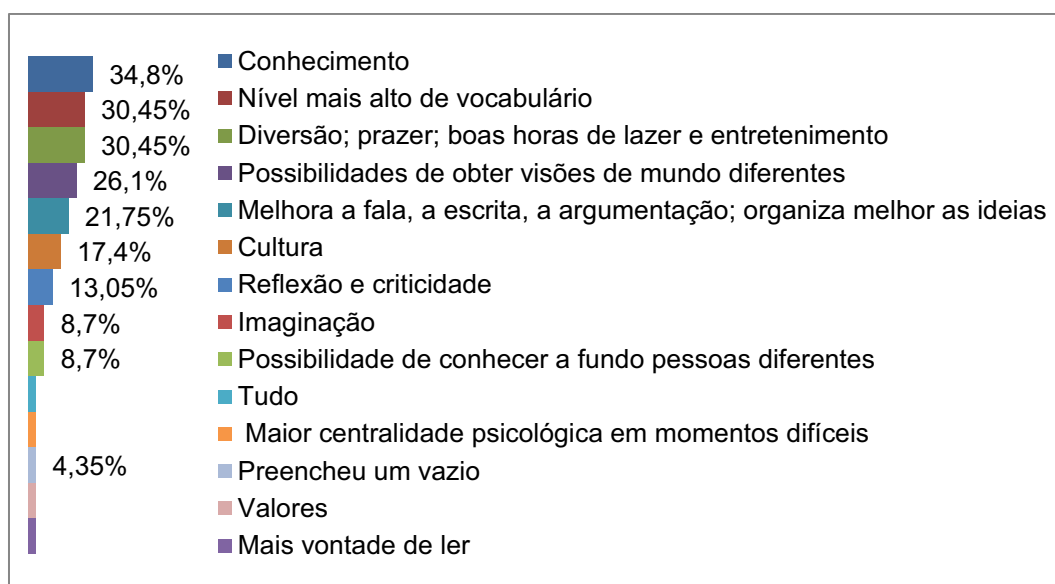 34,8%
30,45%
30,45%
26,1%
21,75%
17,4%
13,05%
8,7%
8,7%
4,35%
Conhecimento
Nível mais alto de vocabulário
Diversão; prazer; boas horas de lazer e entretenimento
Possibilidades de obter visões de mundo diferentes
Melhora a fala, a escrita, a argumentação; organiza melhor as ideias
Cultura
Reflexão e criticidade
Imaginação
Possibilidade de conhecer a fundo pessoas diferentes
Tudo
Maior centralidade psicológica em momentos difíceis
Preencheu um vazio
Valores
Mais vontade de ler